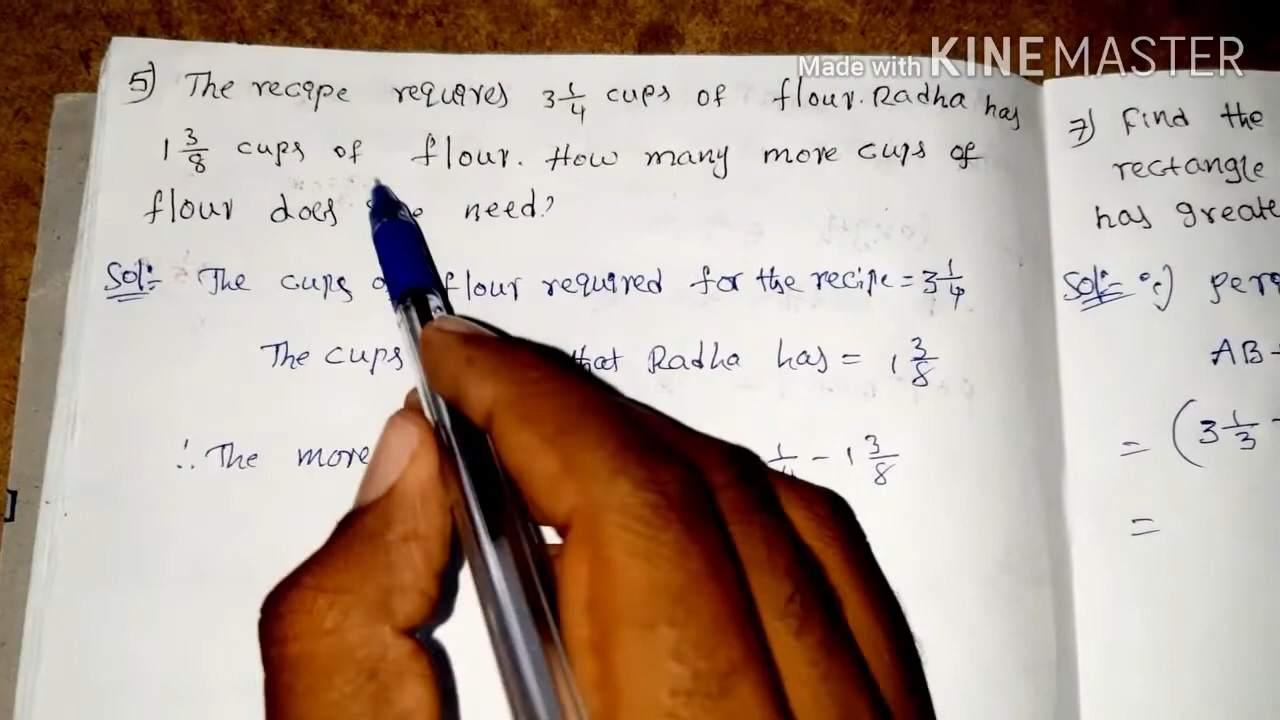 Made with KINEMASTER
5) The recipe requires 3 1/4 cups of flour. Radha has
1 3/8 cups of flour. How many more cups of
flour does need?
Sol:- The cups flour required for the recipe = 3 1/4
The cups that Radha has = 1 3/8
∴ The more 1/4 - 1 3/8
7) Find the
rectangle
has greate
Sol:-
AB
= (3 1/3
=